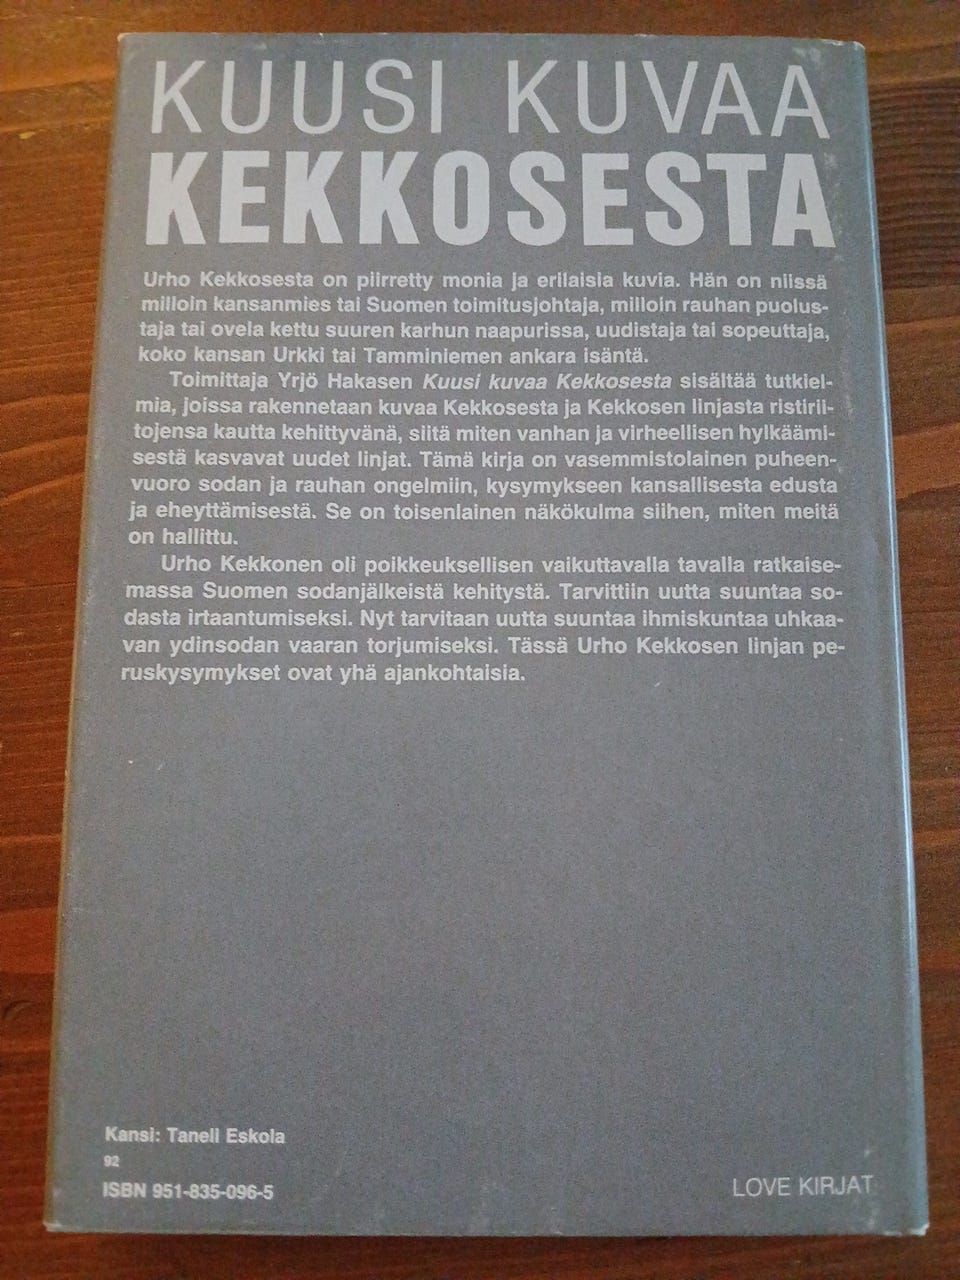 KUUSI KUVAA
KEKKOSESTA
Urho Kekkosesta on piirretty monia ja erilaisia kuvia. Hän on niissä
milloin kansanmies tai Suomen toimitusjohtaja, milloin rauhan puolus-
taja tai ovela kettu suuren karhun naapurissa, uudistaja tai sopeuttaja,
koko kansan Urkki tai Tamminiemen ankara isäntä.
Toimittaja Yrjö Hakasen Kuusi kuvaa Kekkosesta sisältää tutkiel-
mia, joissa rakennetaan kuvaa Kekkosesta ja Kekkosen linjasta ristirii-
tojensa kautta kehittyvänä, siitä miten vanhan ja virheellisen hylkäämi-
sestä kasvavat uudet linjat. Tämä kirja on vasemmistolainen puheen-
vuoro sodan ja rauhan ongelmiin, kysymykseen kansallisesta edusta
ja eheyttämisestä. Se on toisenlainen näkökulma siihen, miten meitä
on hallittu.
Urho Kekkonen oli poikkeuksellisen vaikuttavalla tavalla ratkaise-
massa Suomen sodanjälkeistä kehitystä. Tarvittiin uutta suuntaa so-
dasta irtaantumiseksi. Nyt tarvitaan uutta suuntaa ihmiskuntaa uhkaa-
van ydinsodan vaaran torjumiseksi. Tässä Urho Kekkosen linjan pe-
ruskysymykset ovat yhä ajankohtaisia.
Kansi: Taneli Eskola
92
ISBN 951-835-096-5
LOVE KIRJAT